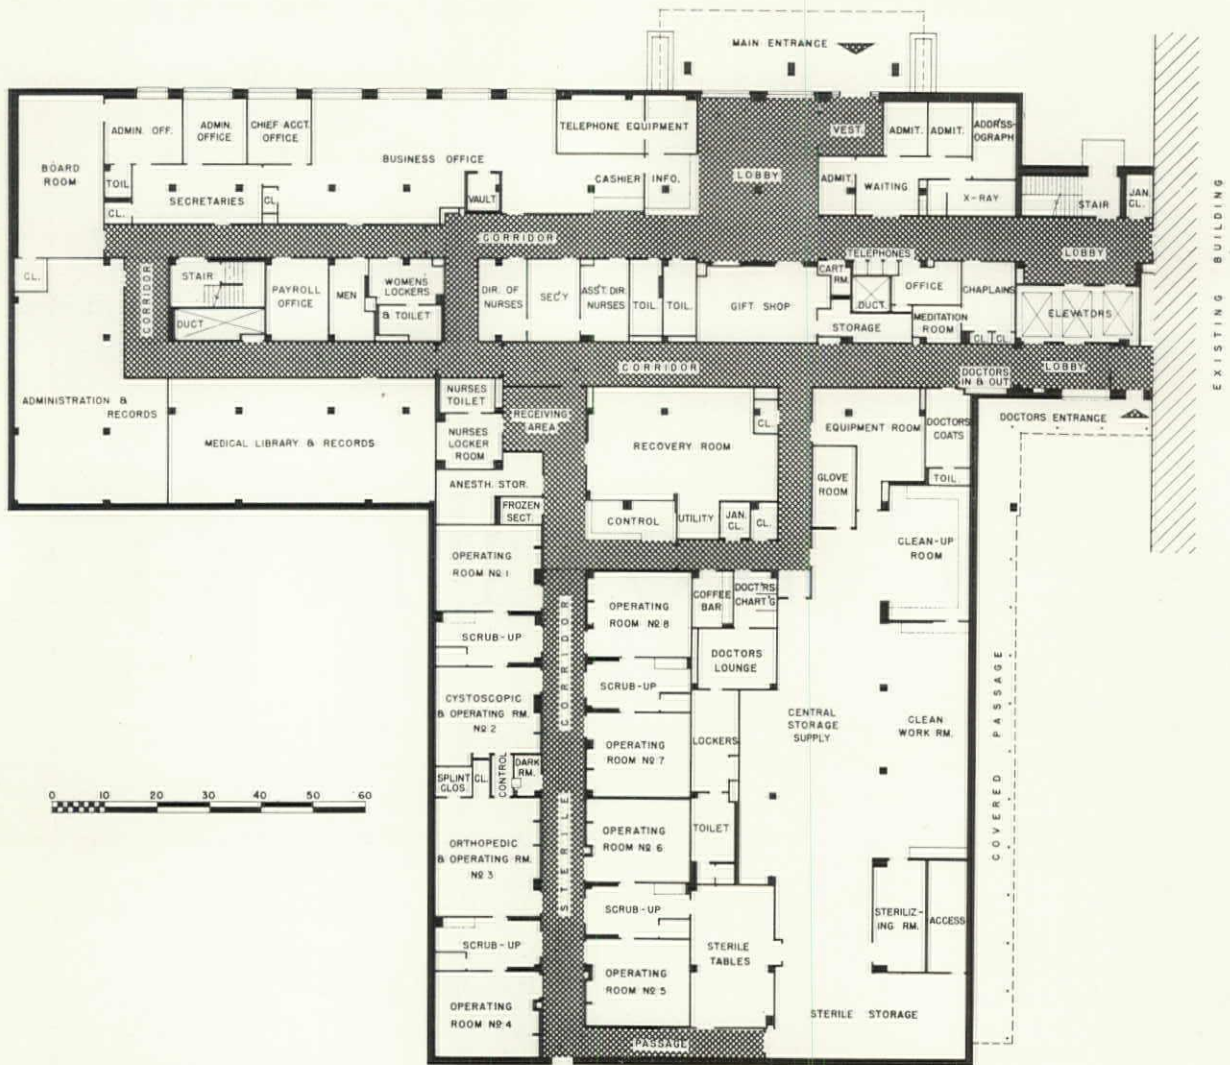 MAIN ENTRANCE
ADMIN. OFF.
ADMIN.
OFFICE
CHIEF ACCT.
OFFICE
BUSINESS OFFICE
TELEPHONE EQUIPMENT
VEST.
ADMIT.
ADMIT.
ADDR'SS-
OGRAPH
BOARD
ROOM
TOIL
CL.
SECRETARIES
CL.
VAULT
CASHIER
INFO.
LOBBY
ADMIT.
WAITING
X-RAY
STAIR
JAN.
CL.
EXISTING BUILDING
CORRIDOR
TELEPHONES
LOBBY
CL.
CORRIDOR
STAIR
DUCT
PAYROLL
OFFICE
MEN
WOMENS
LOCKERS
& TOILET
DIR. OF
NURSES
SEC'Y
ASS'T. DIR.
NURSES
TOIL.
TOIL.
GIFT SHOP
CART
RM.
DUCT
STORAGE
OFFICE
MEDITATION
ROOM
CHAPLAINS
CL.
CL.
ELEVATORS
CORRIDOR
DOCTORS
IN & OUT
LOBBY
DOCTORS ENTRANCE
ADMINISTRATION &
RECORDS
MEDICAL LIBRARY & RECORDS
NURSES
TOILET
RECEIVING
AREA
NURSES
LOCKER
ROOM
ANESTH. STOR.
FROZEN
SECT.
RECOVERY ROOM
CL.
CONTROL
UTILITY
JAN.
CL.
CL.
EQUIPMENT ROOM
DOCTORS
COATS
TOIL.
GLOVE
ROOM
CLEAN-UP
ROOM
OPERATING
ROOM Nº 1
SCRUB-UP
CYSTOSCOPIC
& OPERATING RM.
Nº 2
SPLINT
CLOS.
CL.
CONTROL
DARK
RM.
ORTHOPEDIC
& OPERATING RM.
Nº 3
SCRUB-UP
OPERATING
ROOM Nº 4
STERILE CORRIDOR
OPERATING
ROOM Nº 8
COFFEE
BAR
DOCT'RS
CHART'G
DOCTORS
LOUNGE
SCRUB-UP
OPERATING
ROOM Nº 7
LOCKERS
CENTRAL
STORAGE
SUPPLY
CLEAN
WORK RM.
OPERATING
ROOM Nº 6
TOILET
SCRUB-UP
STERILE
TABLES
STERILIZ-
ING RM.
ACCESS
OPERATING
ROOM Nº 5
STERILE STORAGE
PASSAGE
COVERED PASSAGE
0 10 20 30 40 50 60